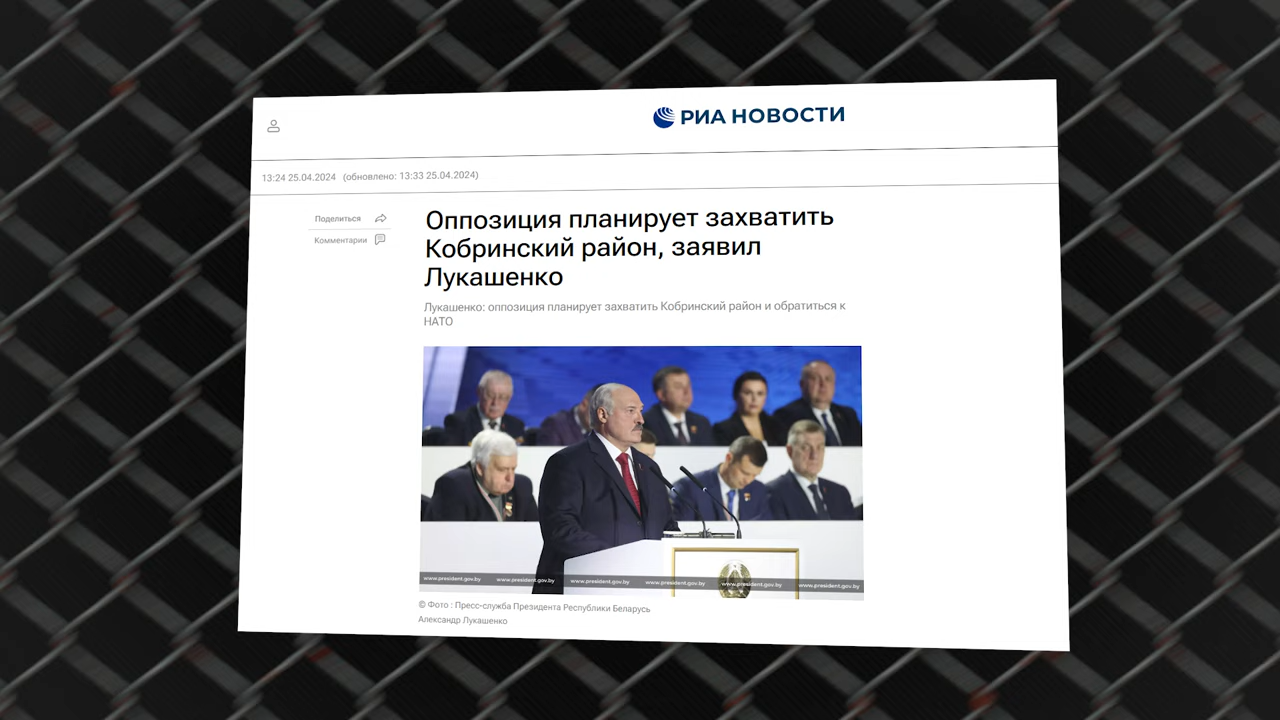 РИА НОВОСТИ
13:24 25.04.2024 (обновлено: 13:33 25.04.2024)
Поделиться
Комментарии
Оппозиция планирует захватить
Кобринский район, заявил
Лукашенко
Лукашенко: оппозиция планирует захватить Кобринский район и обратиться к
НАТО
www.president.gov.by www.president.gov.by www.president.gov.by www.president.gov.by www.president.gov.by www.president.gov.by
© Фото : Пресс-служба Президента Республики Беларусь
Александр Лукашенко